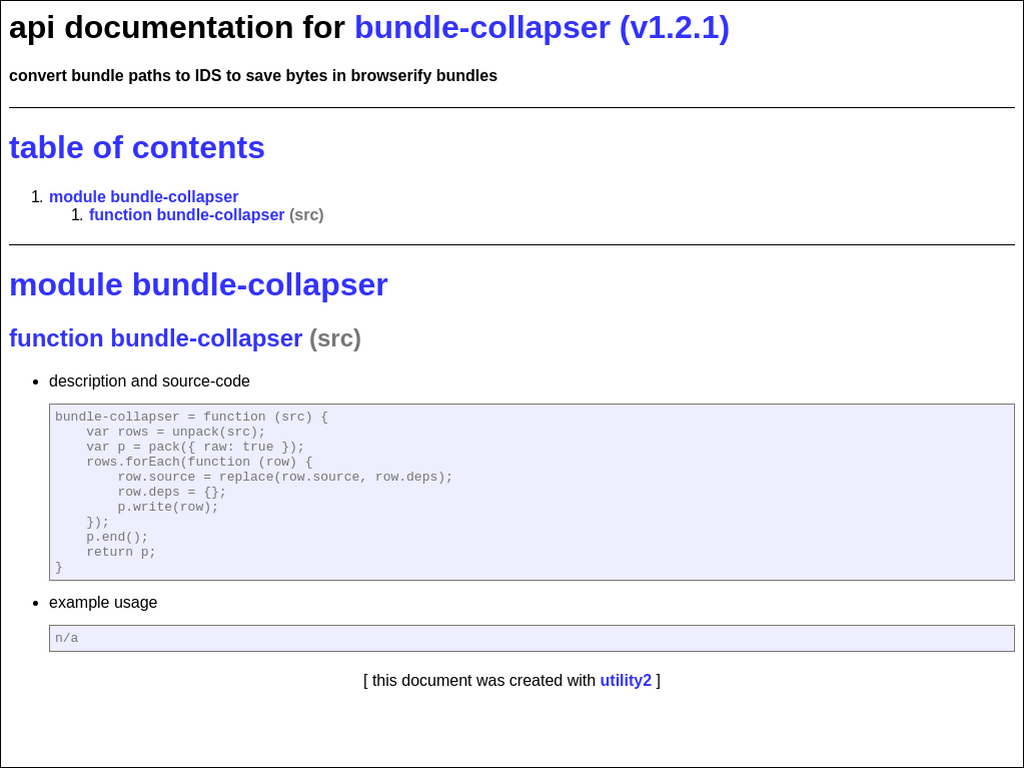 api documentation for bundle-collapser (v1.2.1)
convert bundle paths to IDS to save bytes in browserify bundles
table of contents
1. module bundle-collapser
1. function bundle-collapser (src)
module bundle-collapser
function bundle-collapser (src)
• description and source-code
bundle-collapser = function (src) {
    var rows = unpack(src);
    var p = pack({ raw: true });
    rows.forEach(function (row) {
        row.source = replace(row.source, row.deps);
        row.deps = {};
        p.write(row);
    });
    p.end();
    return p;
}
• example usage
n/a
[ this document was created with utility2 ]